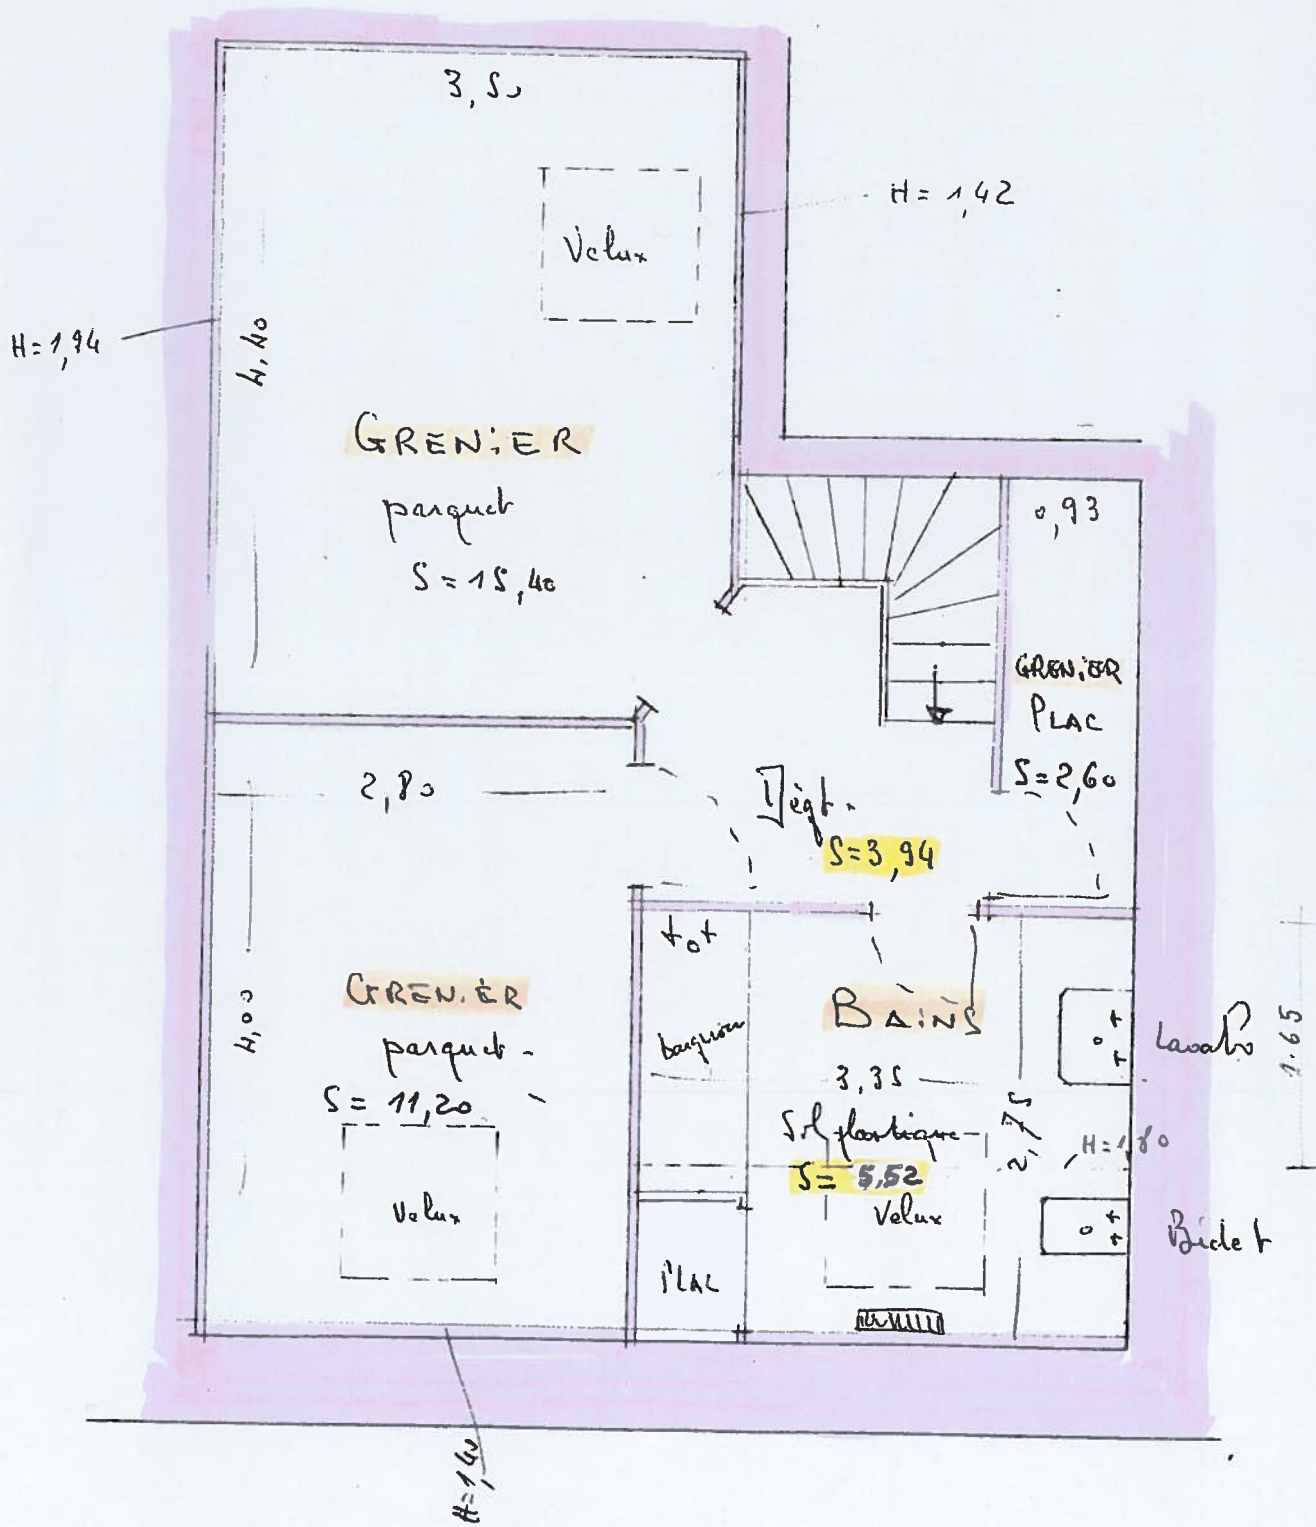 3,50
Velux
H = 1,42
H = 1,94
4,40
GRENiER
parquet
S = 15,40
0,93
GRENiER
PLAC
S = 2,60
2,80
Dégt.
S = 3,94
4,00
GRENiER
parquet -
S = 11,20
Velux
BAiNS
3,35
Sol plastique -
S = 5,52
Velux
2,75
H = 1,80
Lavabo
1.65
Bidet
PLAC
H = 1,40